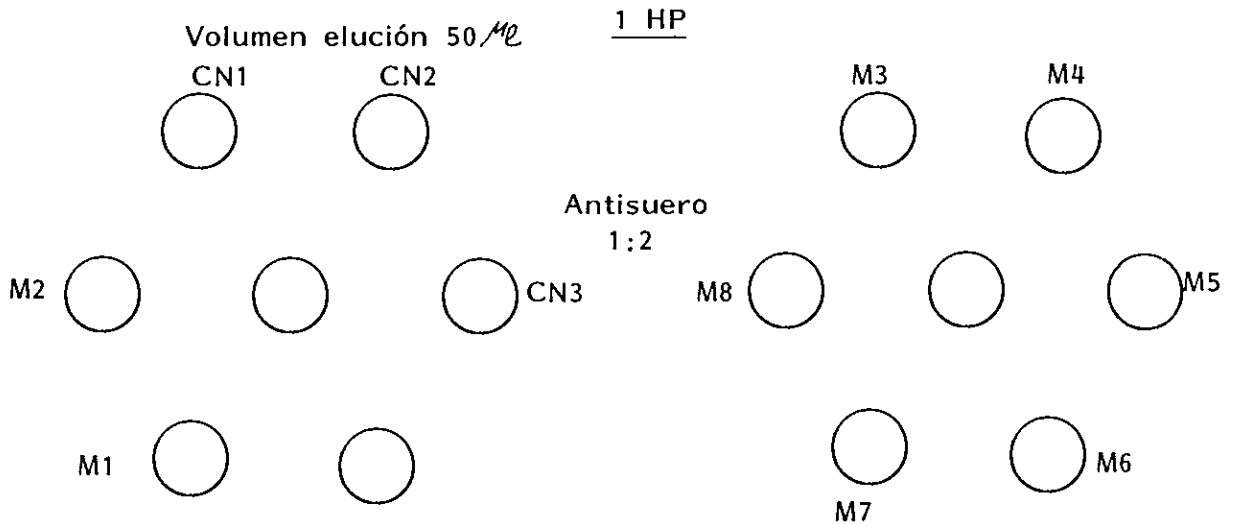 1 HP
Volumen elución 50 µl
CN1 CN2
M3 M4
Antisuero
1:2
M2 CN3
M8 M5
M1
M6
M7